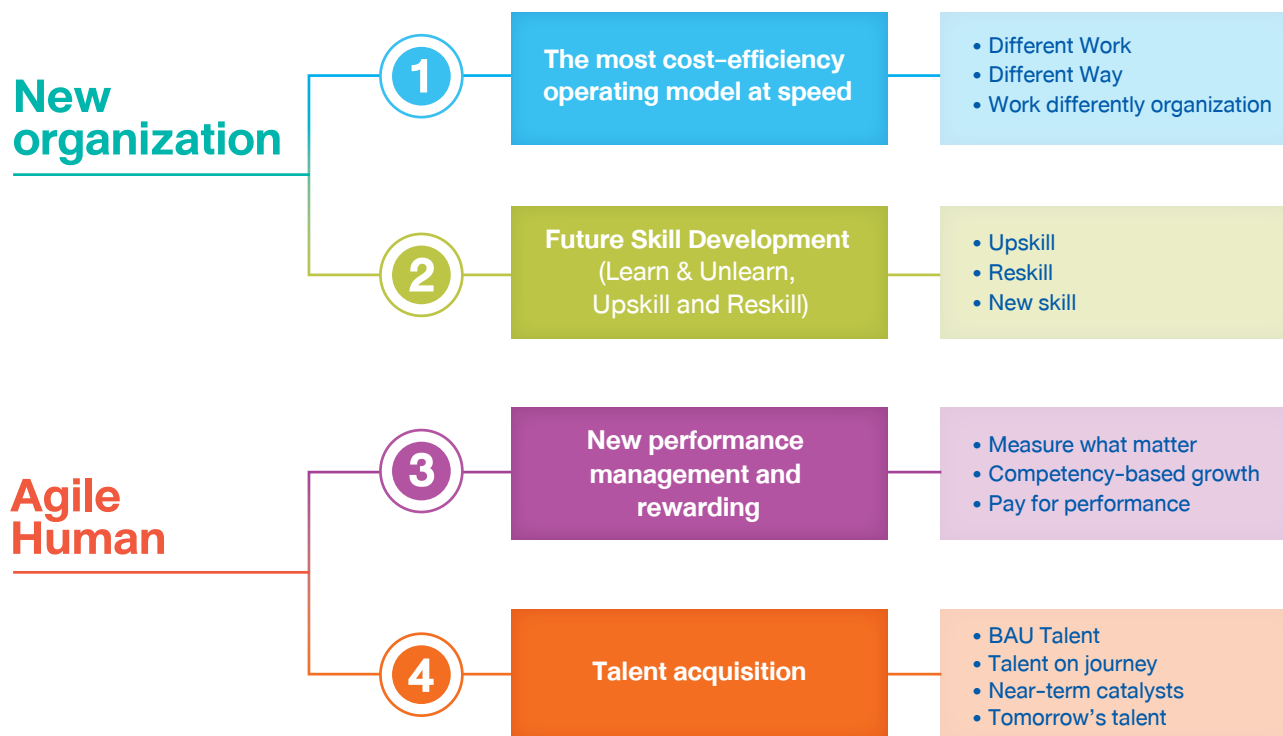 New
organization
1
The most cost-efficiency
operating model at speed
• Different Work
• Different Way
• Work differently organization
2
Future Skill Development
(Learn & Unlearn,
Upskill and Reskill)
• Upskill
• Reskill
• New skill
Agile
Human
3
New performance
management and
rewarding
• Measure what matter
• Competency-based growth
• Pay for performance
4
Talent acquisition
• BAU Talent
• Talent on journey
• Near-term catalysts
• Tomorrow's talent